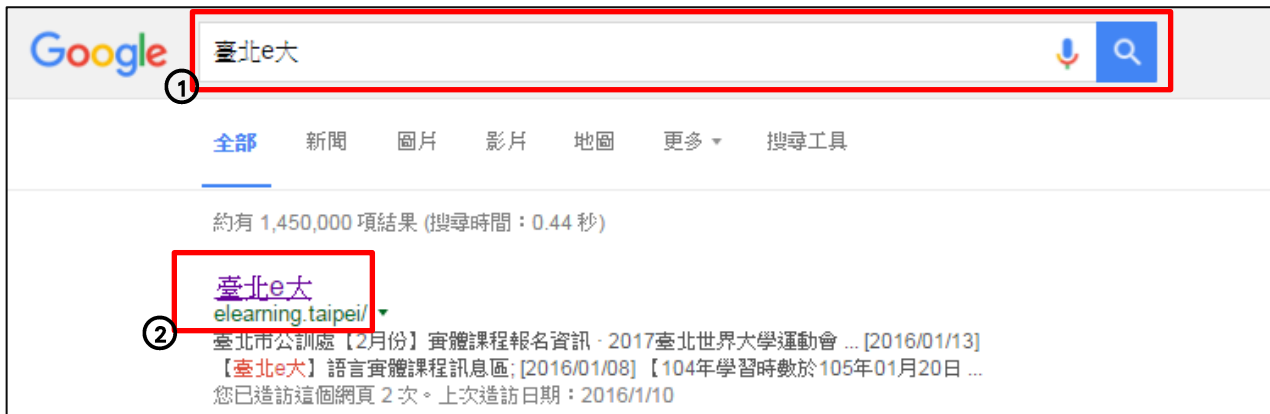 Google 臺北e大
①
全部 新聞 圖片 影片 地圖 更多 搜尋工具
約有 1,450,000 項結果 (搜尋時間：0.44 秒)
臺北e大
elearning.taipei/
②
臺北市公訓處【2月份】實體課程報名資訊 · 2017臺北世界大學運動會 ... [2016/01/13]
【臺北e大】語言實體課程訊息區; [2016/01/08] 【104年學習時數於105年01月20日 ...
您已造訪這個網頁 2 次。上次造訪日期：2016/1/10